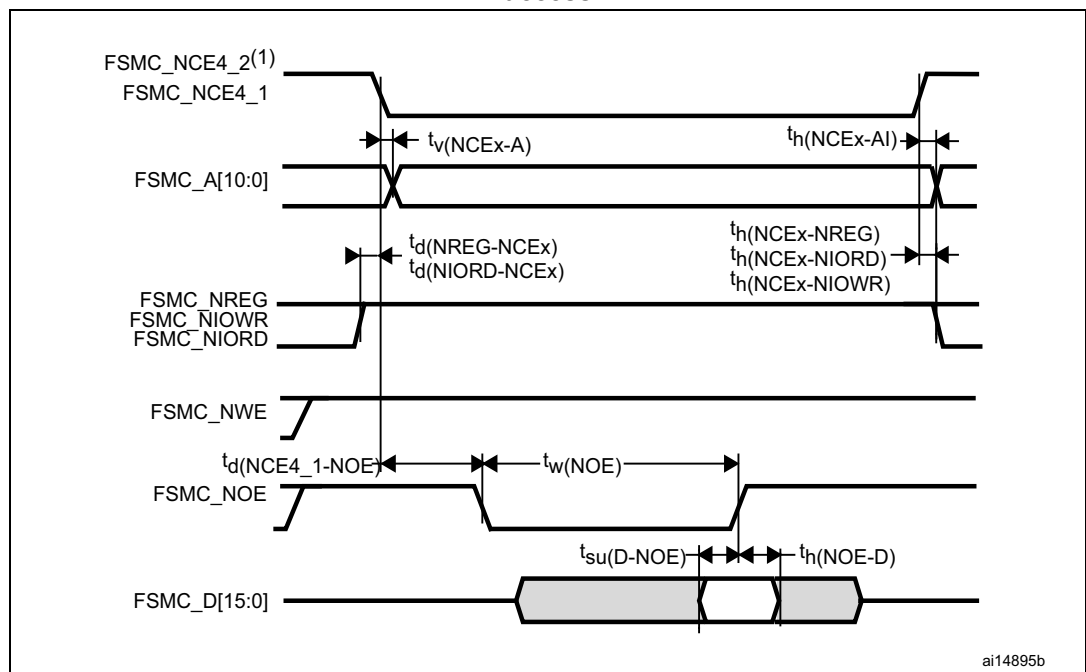 FSMC_NCE4_2(1)
FSMC_NCE4_1
tv(NCEx-A)
th(NCEx-AI)
FSMC_A[10:0]
td(NREG-NCEx)
td(NIORD-NCEx)
th(NCEx-NREG)
th(NCEx-NIORD)
th(NCEx-NIOWR)
FSMC_NREG
FSMC_NIOWR
FSMC_NIORD
FSMC_NWE
td(NCE4_1-NOE)
tw(NOE)
FSMC_NOE
tsu(D-NOE)
th(NOE-D)
FSMC_D[15:0]
ai14895b